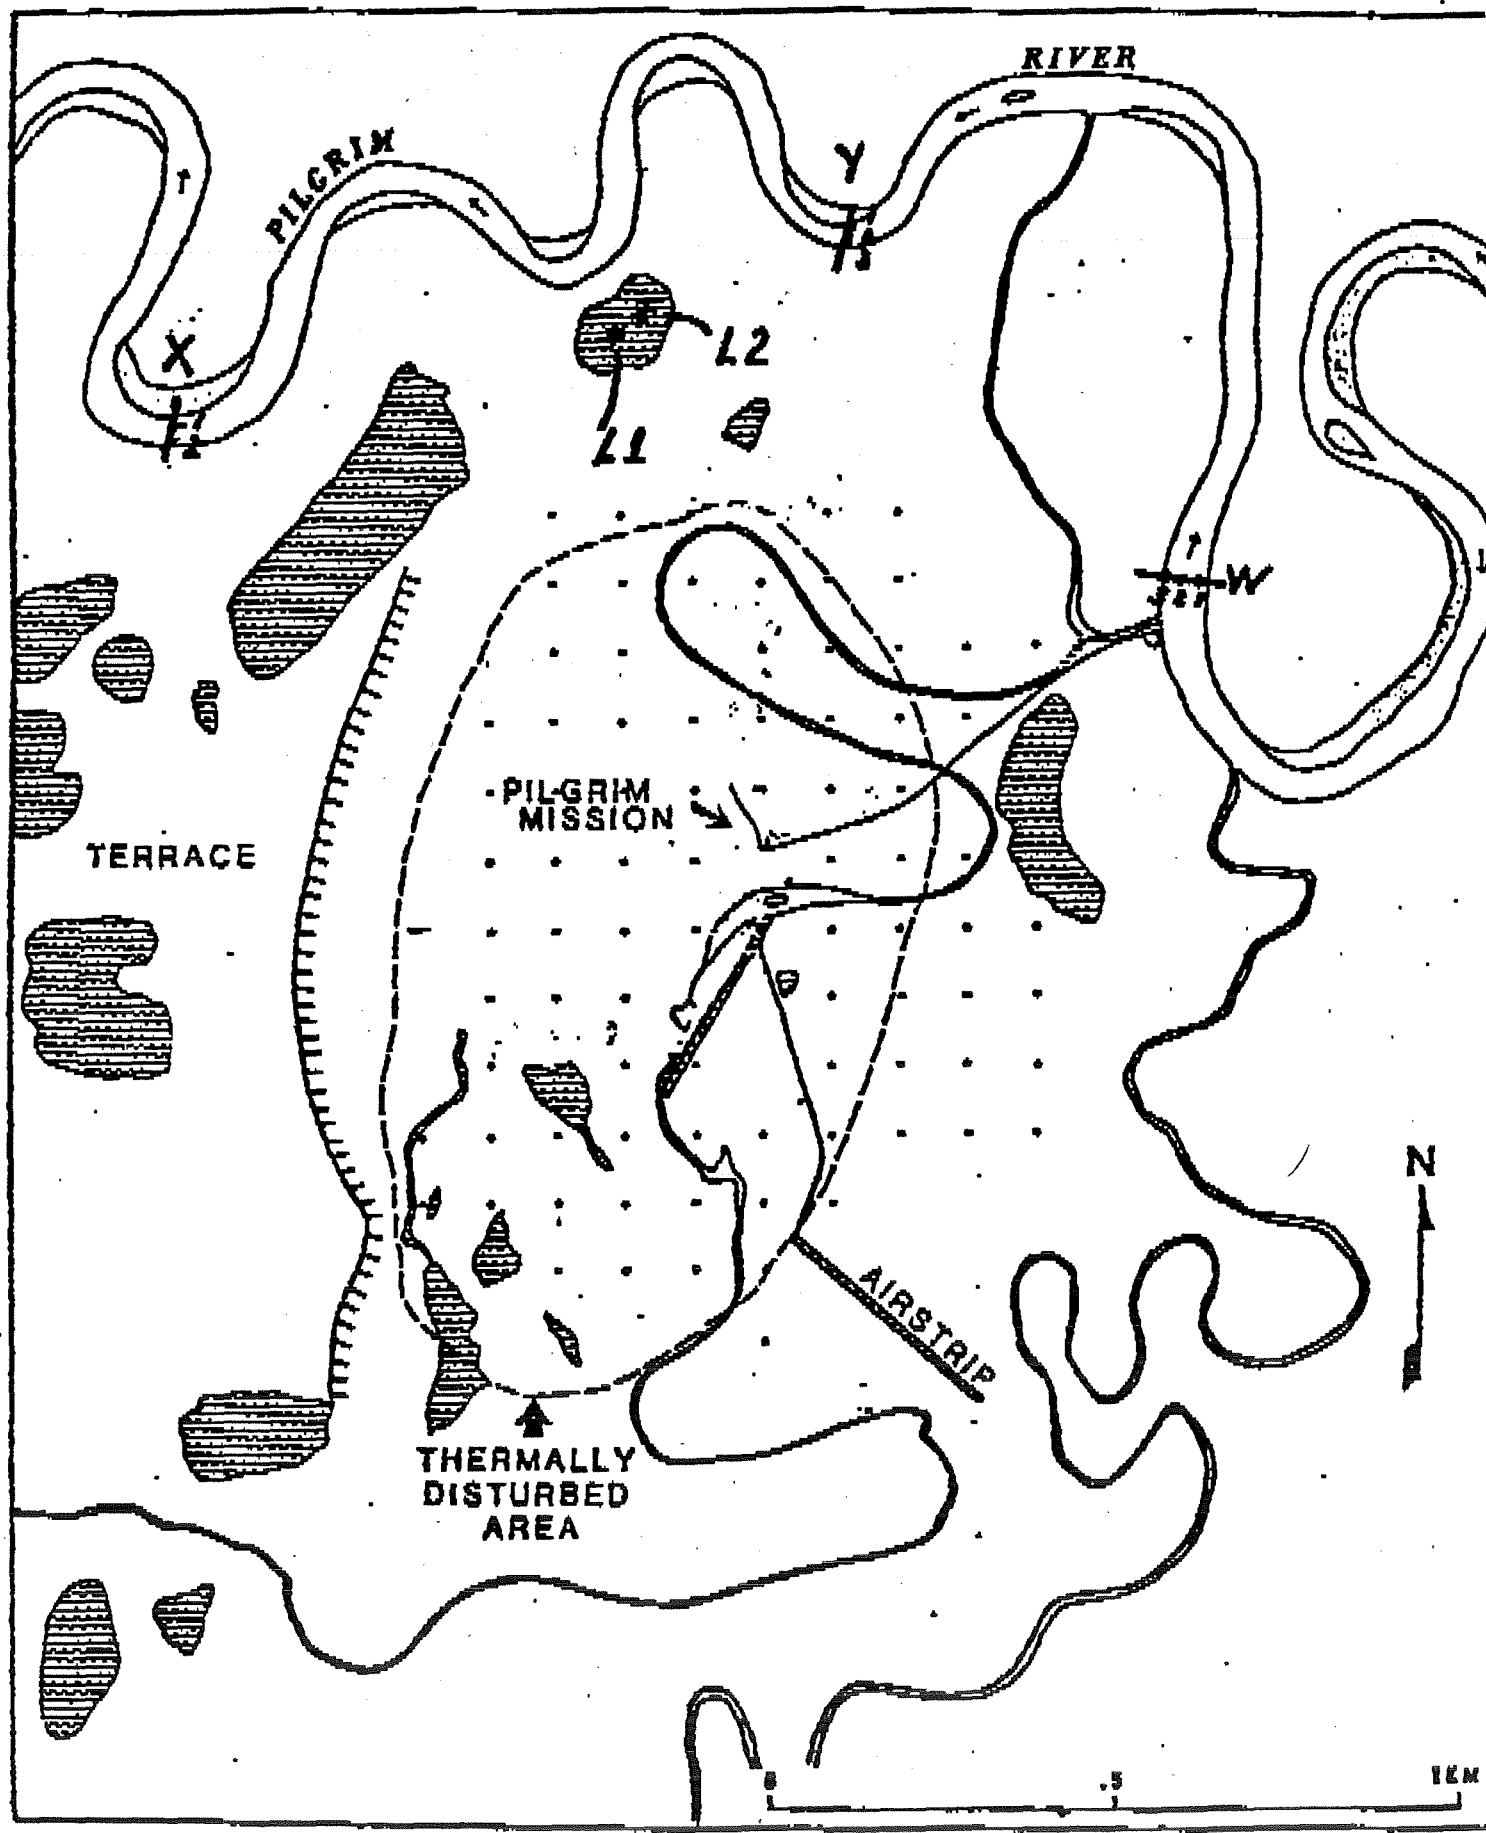 RIVER
PILGRIM
Y
X
L2
L1
W
PILGRIM
MISSION
TERRACE
N
AIRSTRIP
THERMALLY
DISTURBED
AREA
0 .5 1KM